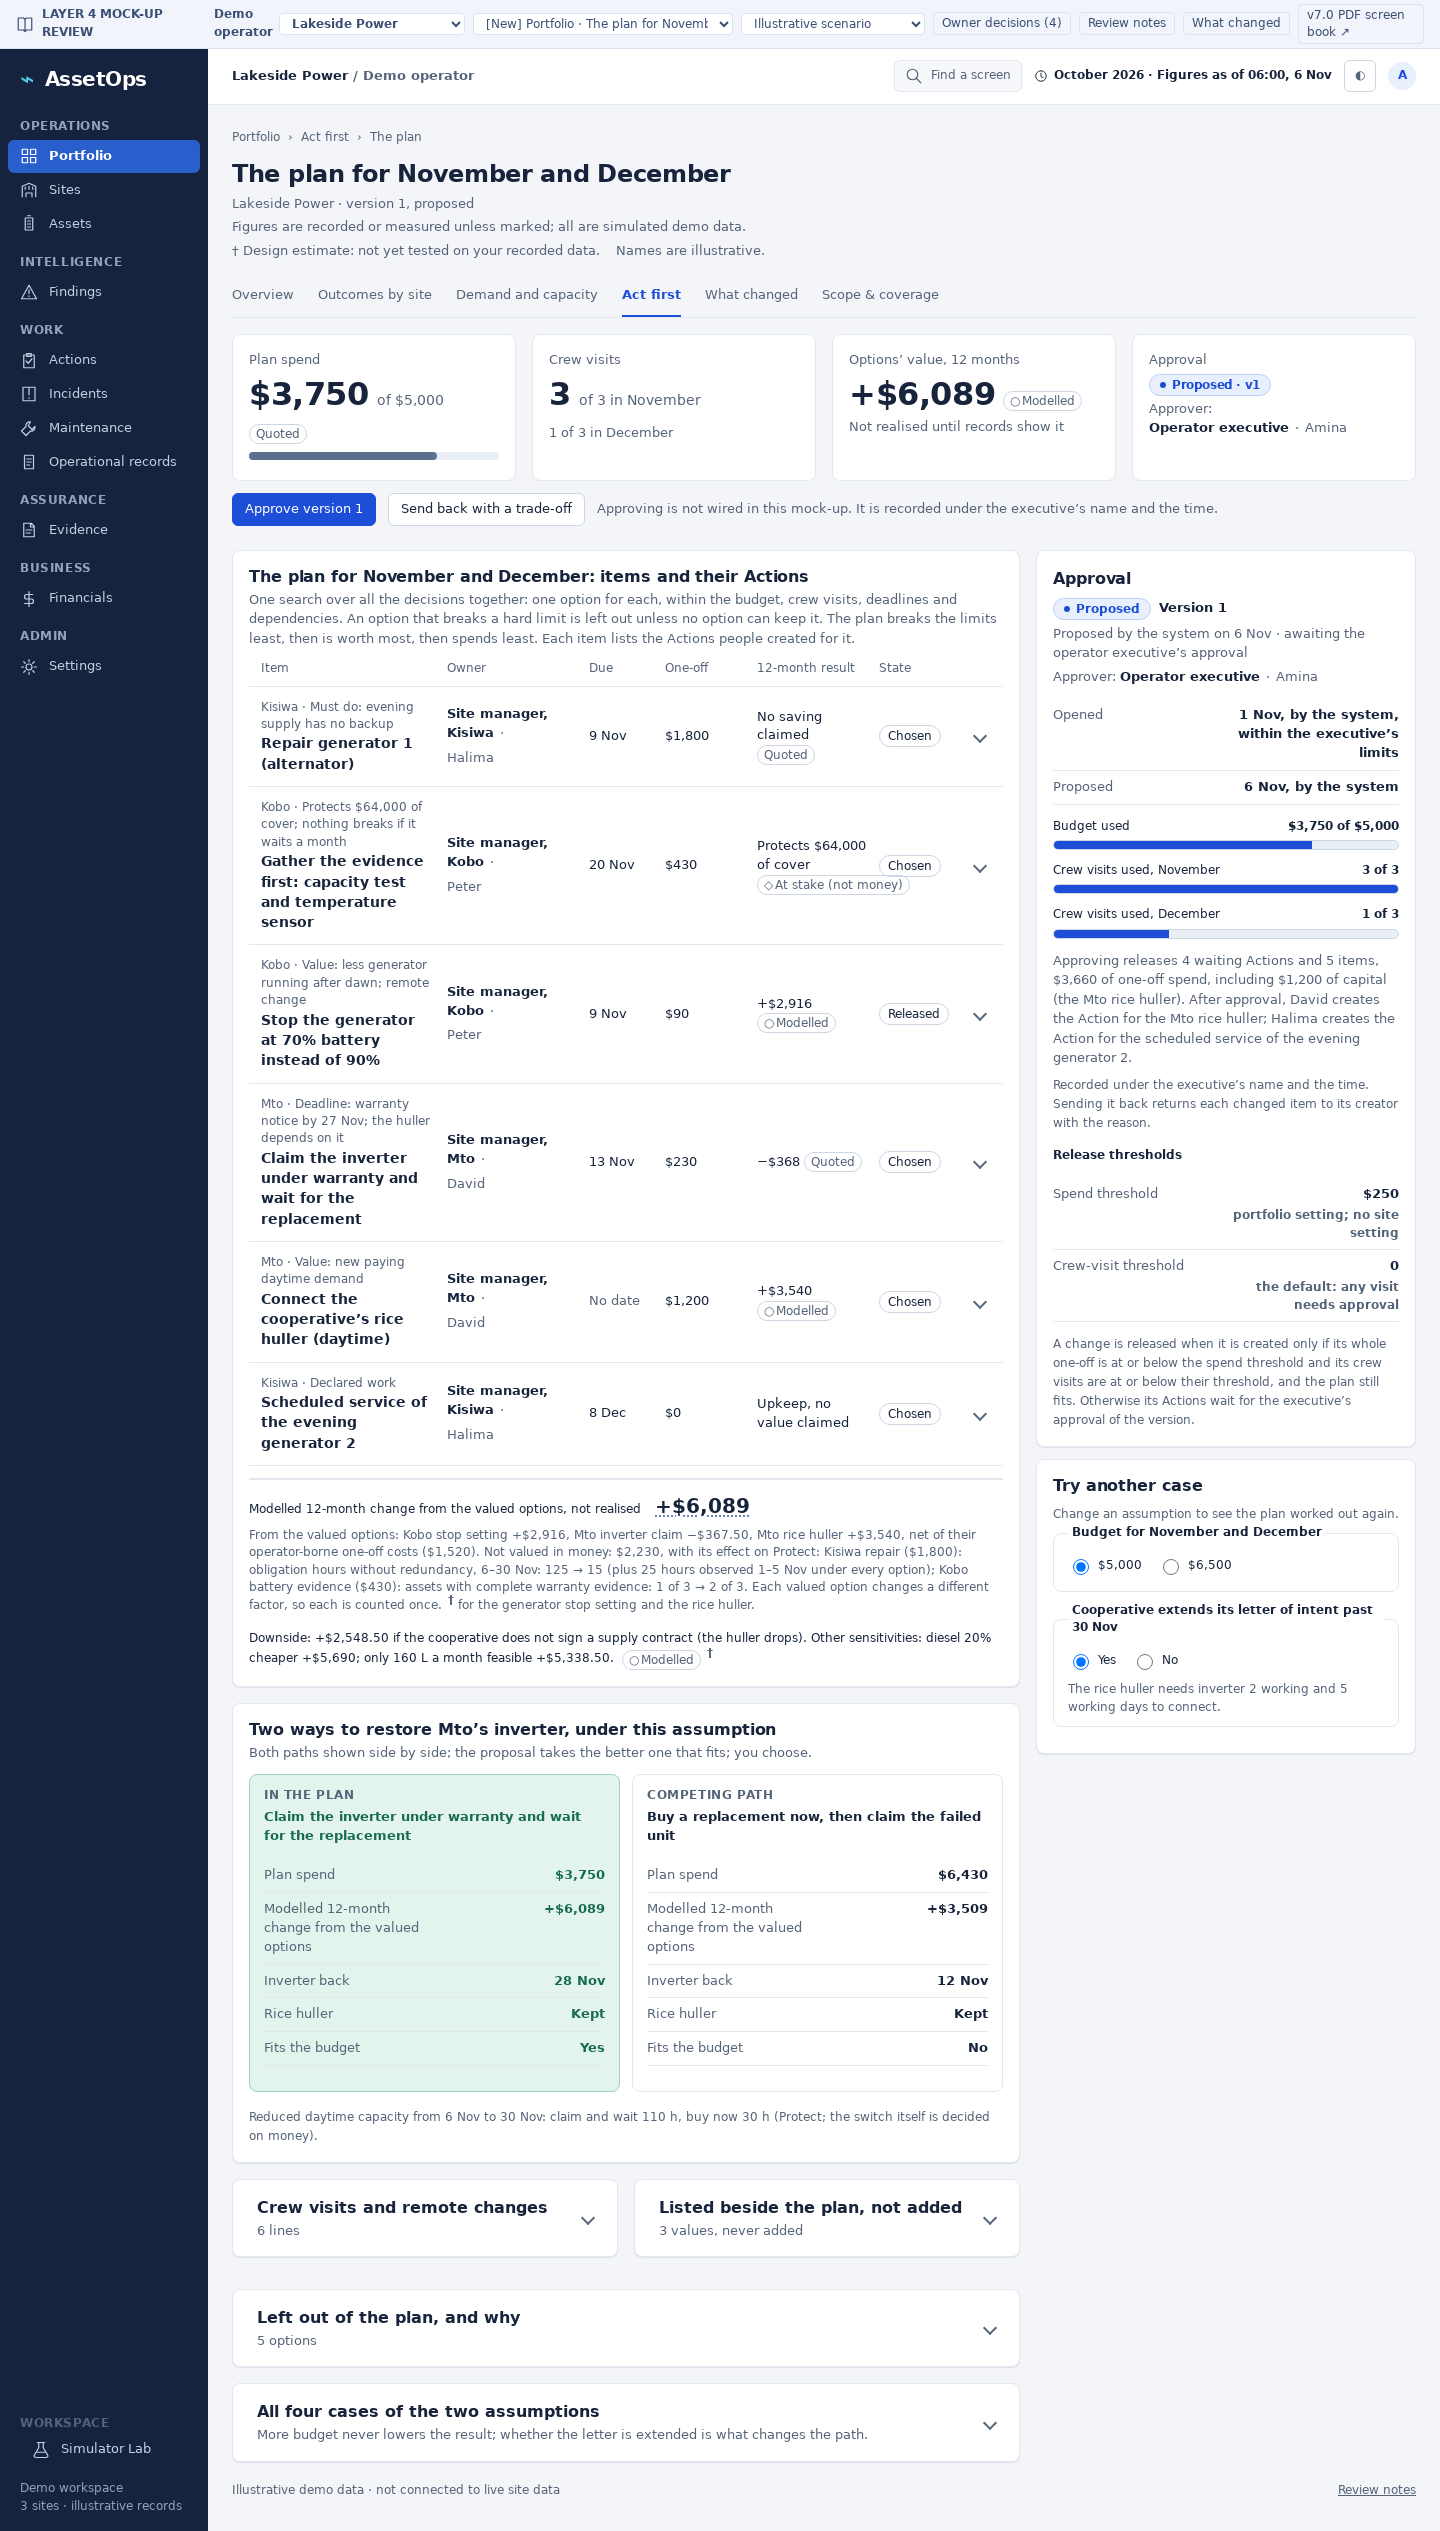 LAYER 4 MOCK-UP REVIEW
Demo operator
Lakeside Power
[New] Portfolio · The plan for Novemb
Illustrative scenario
Owner decisions (4)
Review notes
What changed
v7.0 PDF screen book ↗
AssetOps
OPERATIONS
Portfolio
Sites
Assets
INTELLIGENCE
Findings
WORK
Actions
Incidents
Maintenance
Operational records
ASSURANCE
Evidence
BUSINESS
Financials
ADMIN
Settings
WORKSPACE
Simulator Lab
Demo workspace
3 sites · illustrative records
Lakeside Power / Demo operator
Find a screen
October 2026 · Figures as of 06:00, 6 Nov
A
Portfolio › Act first › The plan
The plan for November and December
Lakeside Power · version 1, proposed
Figures are recorded or measured unless marked; all are simulated demo data.
† Design estimate: not yet tested on your recorded data. Names are illustrative.
Overview
Outcomes by site
Demand and capacity
Act first
What changed
Scope & coverage
Plan spend
$3,750 of $5,000
Quoted
Crew visits
3 of 3 in November
1 of 3 in December
Options’ value, 12 months
+$6,089 Modelled
Not realised until records show it
Approval
Proposed · v1
Approver:
Operator executive · Amina
Approve version 1
Send back with a trade-off
Approving is not wired in this mock-up. It is recorded under the executive’s name and the time.
The plan for November and December: items and their Actions
One search over all the decisions together: one option for each, within the budget, crew visits, deadlines and
dependencies. An option that breaks a hard limit is left out unless no option can keep it. The plan breaks the limits
least, then is worth most, then spends least. Each item lists the Actions people created for it.
Item
Owner
Due
One-off
12-month result
State
Kisiwa · Must do: evening
supply has no backup
Repair generator 1
(alternator)
Site manager,
Kisiwa ·
Halima
9 Nov
$1,800
No saving
claimed
Quoted
Chosen
Kobo · Protects $64,000 of
cover; nothing breaks if it
waits a month
Gather the evidence
first: capacity test
and temperature
sensor
Site manager,
Kobo ·
Peter
20 Nov
$430
Protects $64,000
of cover
At stake (not money)
Chosen
Kobo · Value: less generator
running after dawn; remote
change
Stop the generator
at 70% battery
instead of 90%
Site manager,
Kobo ·
Peter
9 Nov
$90
+$2,916
Modelled
Released
Mto · Deadline: warranty
notice by 27 Nov; the huller
depends on it
Claim the inverter
under warranty and
wait for the
replacement
Site manager,
Mto ·
David
13 Nov
$230
−$368 Quoted
Chosen
Mto · Value: new paying
daytime demand
Connect the
cooperative’s rice
huller (daytime)
Site manager,
Mto ·
David
No date
$1,200
+$3,540
Modelled
Chosen
Kisiwa · Declared work
Scheduled service of
the evening
generator 2
Site manager,
Kisiwa ·
Halima
8 Dec
$0
Upkeep, no
value claimed
Chosen
Modelled 12-month change from the valued options, not realised +$6,089
From the valued options: Kobo stop setting +$2,916, Mto inverter claim −$367.50, Mto rice huller +$3,540, net of their
operator-borne one-off costs ($1,520). Not valued in money: $2,230, with its effect on Protect: Kisiwa repair ($1,800):
obligation hours without redundancy, 6–30 Nov: 125 → 15 (plus 25 hours observed 1–5 Nov under every option); Kobo
battery evidence ($430): assets with complete warranty evidence: 1 of 3 → 2 of 3. Each valued option changes a different
factor, so each is counted once. † for the generator stop setting and the rice huller.
Downside: +$2,548.50 if the cooperative does not sign a supply contract (the huller drops). Other sensitivities: diesel 20%
cheaper +$5,690; only 160 L a month feasible +$5,338.50. Modelled †
Two ways to restore Mto’s inverter, under this assumption
Both paths shown side by side; the proposal takes the better one that fits; you choose.
IN THE PLAN
Claim the inverter under warranty and wait
for the replacement
Plan spend $3,750
Modelled 12-month
change from the valued
options
+$6,089
Inverter back 28 Nov
Rice huller Kept
Fits the budget Yes
COMPETING PATH
Buy a replacement now, then claim the failed
unit
Plan spend $6,430
Modelled 12-month
change from the valued
options
+$3,509
Inverter back 12 Nov
Rice huller Kept
Fits the budget No
Reduced daytime capacity from 6 Nov to 30 Nov: claim and wait 110 h, buy now 30 h (Protect; the switch itself is decided
on money).
Crew visits and remote changes
6 lines
Listed beside the plan, not added
3 values, never added
Left out of the plan, and why
5 options
All four cases of the two assumptions
More budget never lowers the result; whether the letter is extended is what changes the path.
Approval
Proposed Version 1
Proposed by the system on 6 Nov · awaiting the
operator executive’s approval
Approver: Operator executive · Amina
Opened
1 Nov, by the system,
within the executive’s
limits
Proposed 6 Nov, by the system
Budget used $3,750 of $5,000
Crew visits used, November 3 of 3
Crew visits used, December 1 of 3
Approving releases 4 waiting Actions and 5 items,
$3,660 of one-off spend, including $1,200 of capital
(the Mto rice huller). After approval, David creates
the Action for the Mto rice huller; Halima creates the
Action for the scheduled service of the evening
generator 2.
Recorded under the executive’s name and the time.
Sending it back returns each changed item to its creator
with the reason.
Release thresholds
Spend threshold $250
portfolio setting; no site
setting
Crew-visit threshold 0
the default: any visit
needs approval
A change is released when it is created only if its whole
one-off is at or below the spend threshold and its crew
visits are at or below their threshold, and the plan still
fits. Otherwise its Actions wait for the executive’s
approval of the version.
Try another case
Change an assumption to see the plan worked out again.
Budget for November and December
$5,000 $6,500
Cooperative extends its letter of intent past
30 Nov
Yes No
The rice huller needs inverter 2 working and 5
working days to connect.
Illustrative demo data · not connected to live site data
Review notes